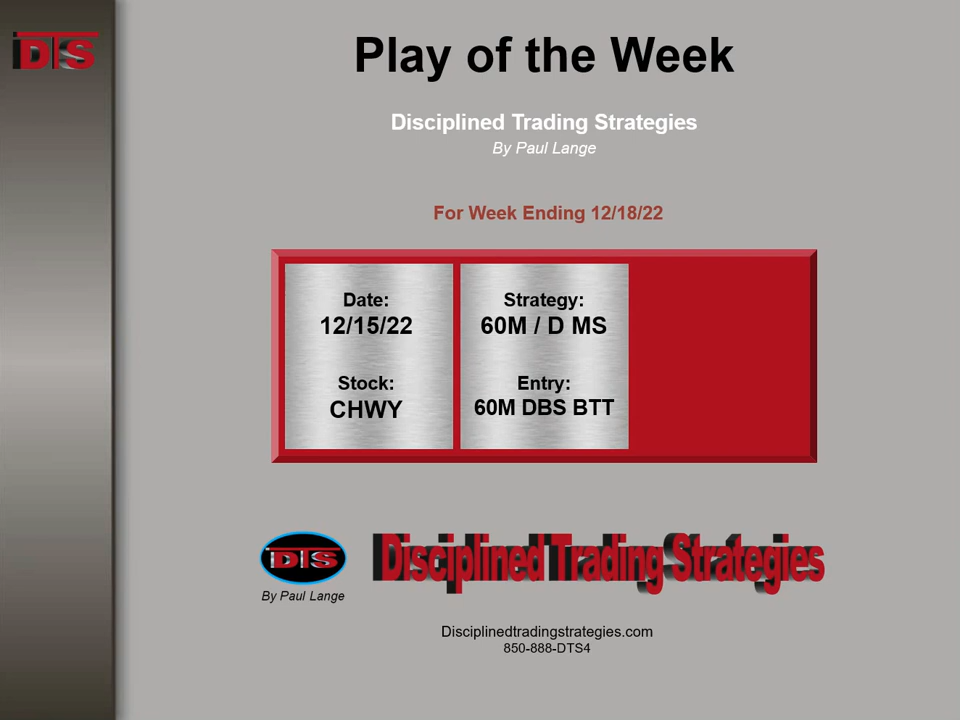 DTS
Play of the Week
Disciplined Trading Strategies
By Paul Lange
For Week Ending 12/18/22
Date:
12/15/22
Stock:
CHWY
Strategy:
60M / D MS
Entry:
60M DBS BTT
DTS
By Paul Lange
Disciplined Trading Strategies
Disciplinedtradingstrategies.com
850-888-DTS4